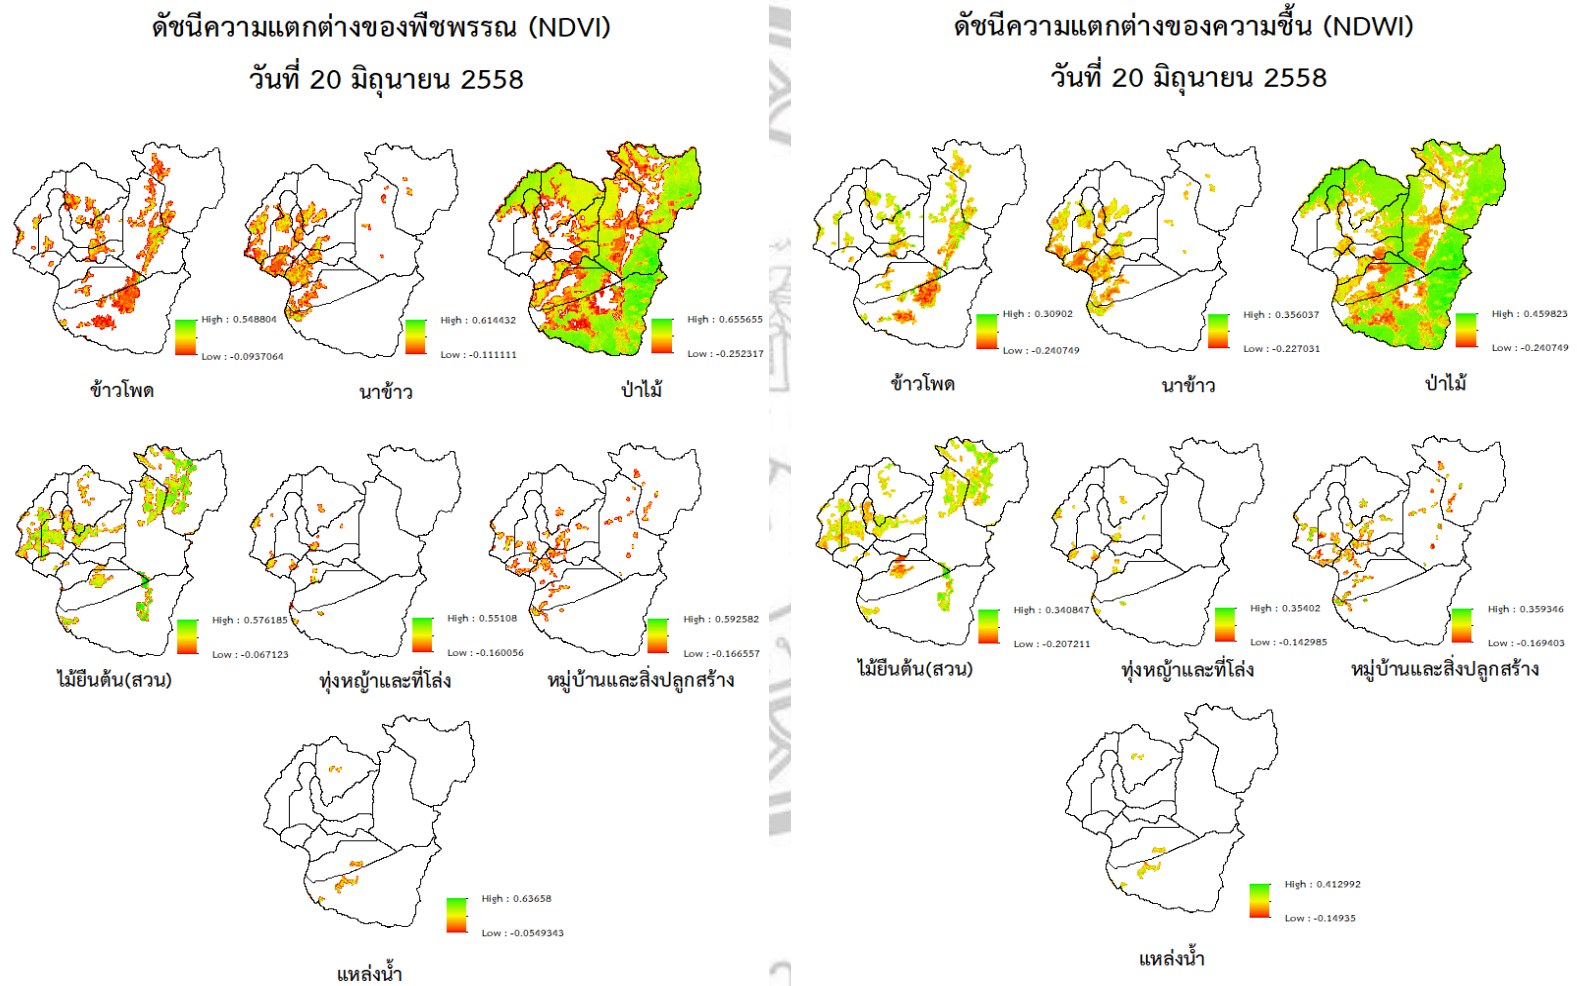 ดัชนีความแตกต่างของพืชพรรณ (NDVI)
วันที่ 20 มิถุนายน 2558
High : 0.548804
Low : -0.0937064
ข้าวโพด
High : 0.614432
Low : -0.111111
นาข้าว
High : 0.655655
Low : -0.252317
ป่าไม้
High : 0.576185
Low : -0.067123
ไม้ยืนต้น(สวน)
High : 0.55108
Low : -0.160056
ทุ่งหญ้าและที่โล่ง
High : 0.592582
Low : -0.166557
หมู่บ้านและสิ่งปลูกสร้าง
High : 0.63658
Low : -0.0549343
แหล่งน้ำ
ดัชนีความแตกต่างของความชื้น (NDWI)
วันที่ 20 มิถุนายน 2558
High : 0.30902
Low : -0.240749
ข้าวโพด
High : 0.356037
Low : -0.227031
นาข้าว
High : 0.459823
Low : -0.240749
ป่าไม้
High : 0.340847
Low : -0.207211
ไม้ยืนต้น(สวน)
High : 0.35402
Low : -0.142985
ทุ่งหญ้าและที่โล่ง
High : 0.359346
Low : -0.169403
หมู่บ้านและสิ่งปลูกสร้าง
High : 0.412992
Low : -0.14935
แหล่งน้ำ